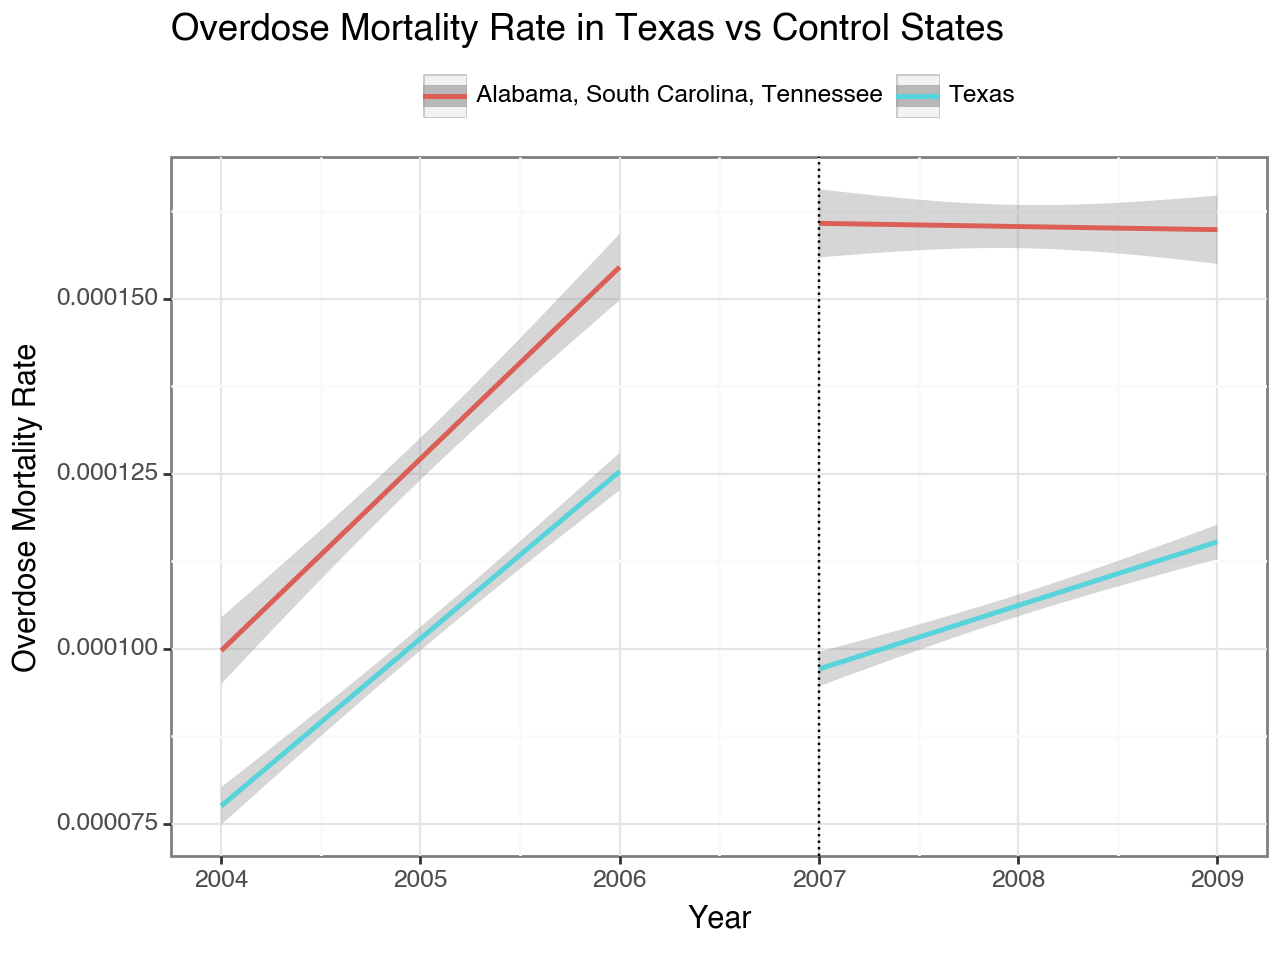 Overdose Mortality Rate in Texas vs Control States
Alabama, South Carolina, Tennessee
Texas
Overdose Mortality Rate
0.000150
0.000125
0.000100
0.000075
2004
2005
2006
2007
2008
2009
Year